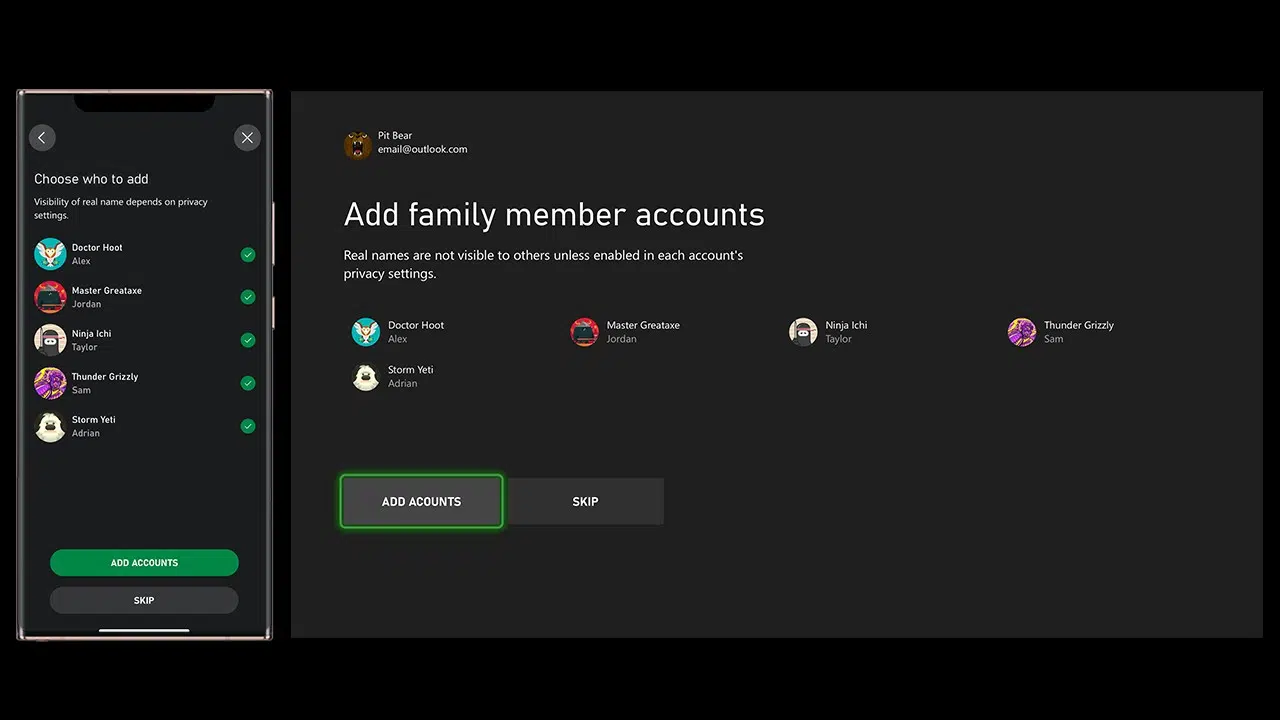 Choose who to add
Visibility of real name depends on privacy
settings.
Doctor Hoot
Alex
Master Greataxe
Jordan
Ninja Ichi
Taylor
Thunder Grizzly
Sam
Storm Yeti
Adrian
ADD ACCOUNTS
SKIP
Pit Bear
email@outlook.com
Add family member accounts
Real names are not visible to others unless enabled in each account's
privacy settings.
Doctor Hoot
Alex
Master Greataxe
Jordan
Ninja Ichi
Taylor
Thunder Grizzly
Sam
Storm Yeti
Adrian
ADD ACOUNTS
SKIP